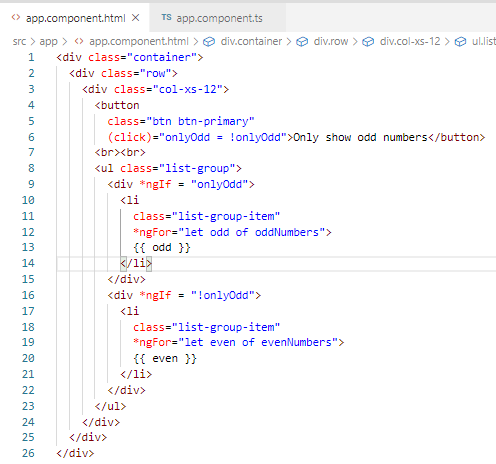 <> app.component.html × TS app.component.ts
src > app > <> app.component.html > div.container > div.row > div.col-xs-12 > ul.list
1 <div class="container">
2 <div class="row">
3 <div class="col-xs-12">
4 <button
5 class="btn btn-primary"
6 (click)="onlyOdd = !onlyOdd">Only show odd numbers</button>
7 <br><br>
8 <ul class="list-group">
9 <div *ngIf = "onlyOdd">
10 <li
11 class="list-group-item"
12 *ngFor="let odd of oddNumbers">
13 {{ odd }}
14 </li>
15 </div>
16 <div *ngIf = "!onlyOdd">
17 <li
18 class="list-group-item"
19 *ngFor="let even of evenNumbers">
20 {{ even }}
21 </li>
22 </div>
23 </ul>
24 </div>
25 </div>
26 </div>